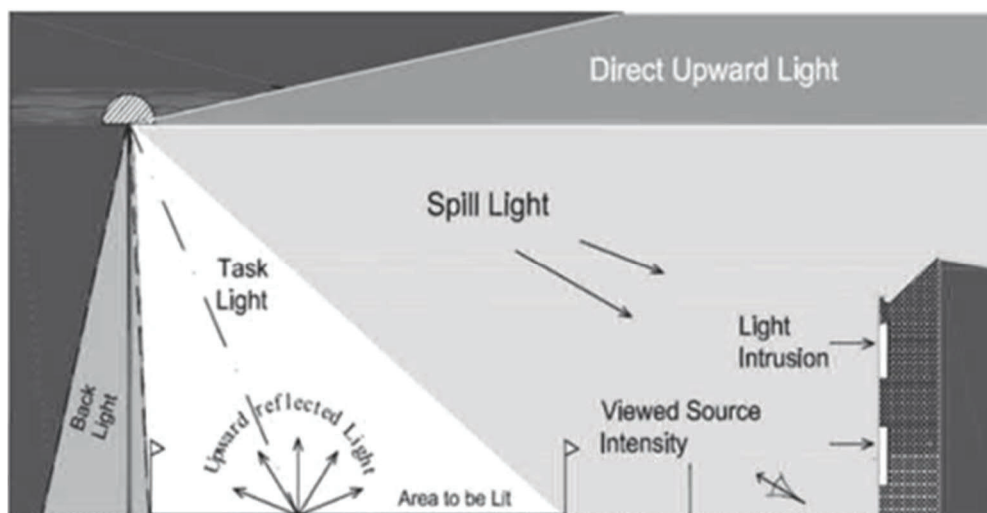 Direct Upward Light
Spill Light
Task
Light
Light
Intrusion
Back
Light
Upward reflected Light
Viewed Source
Intensity
Area to be Lit